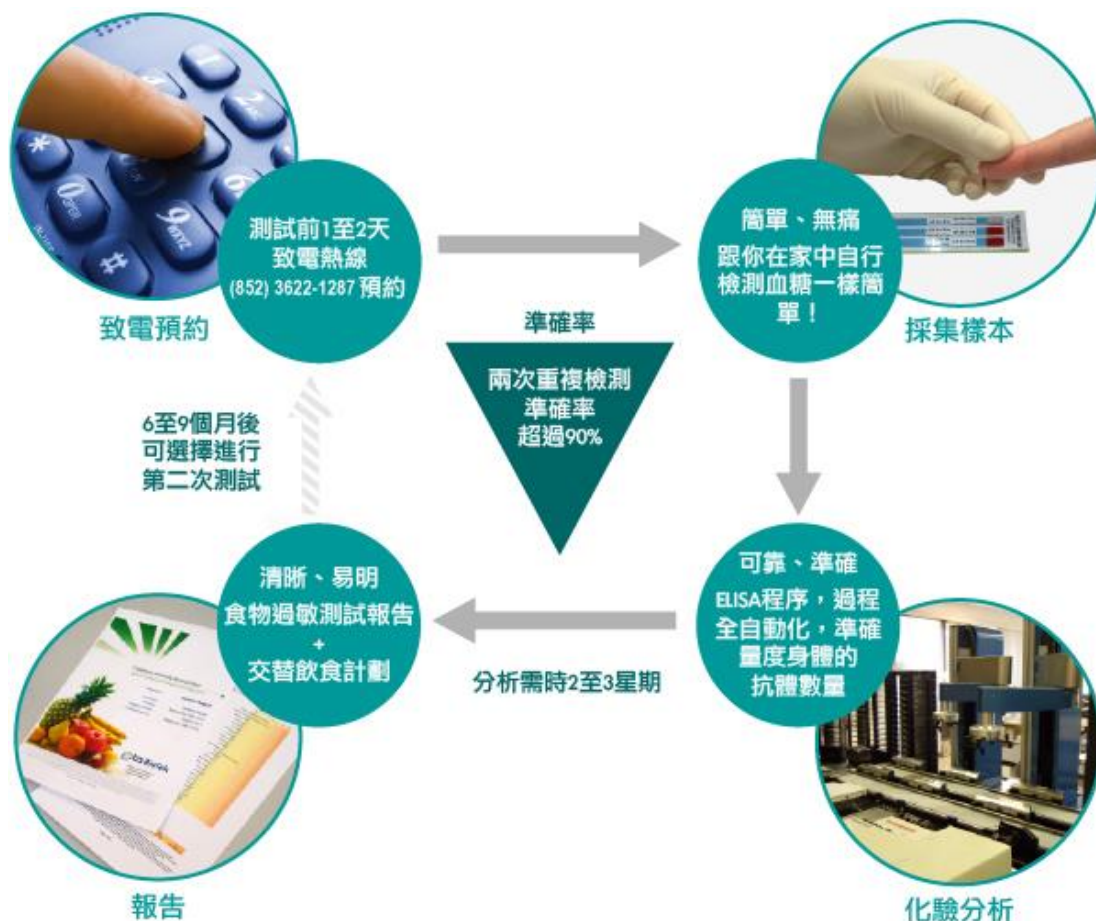 測試前1至2天
致電熱線
(852) 3622-1287 預約
致電預約
簡單、無痛
跟你在家中自行
檢測血糖一樣簡
單！
採集樣本
準確率
兩次重複檢測
準確率
超過90%
可靠、準確
ELISA程序，過程
全自動化，準確
量度身體的
抗體數量
化驗分析
分析需時2至3星期
清晰、易明
食物過敏測試報告
+
交替飲食計劃
報告
6至9個月後
可選擇進行
第二次測試
1
2
6
9
WXYZ
*
0
OPER
#